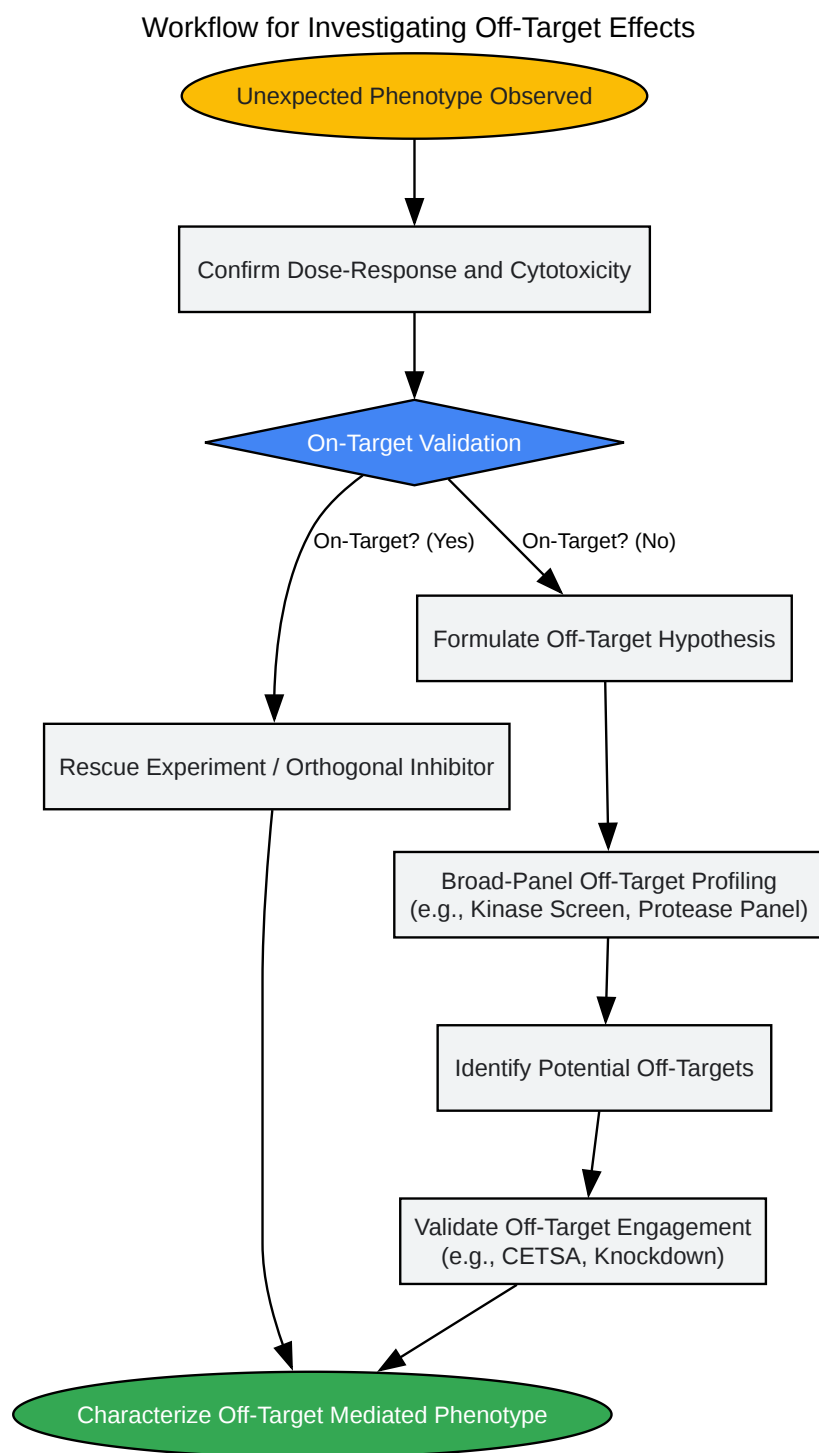 Workflow for Investigating Off-Target Effects
Unexpected Phenotype Observed
Confirm Dose-Response and Cytotoxicity
On-Target Validation
On-Target? (Yes)
On-Target? (No)
Formulate Off-Target Hypothesis
Rescue Experiment / Orthogonal Inhibitor
Broad-Panel Off-Target Profiling
(e.g., Kinase Screen, Protease Panel)
Identify Potential Off-Targets
Validate Off-Target Engagement
(e.g., CETSA, Knockdown)
Characterize Off-Target Mediated Phenotype